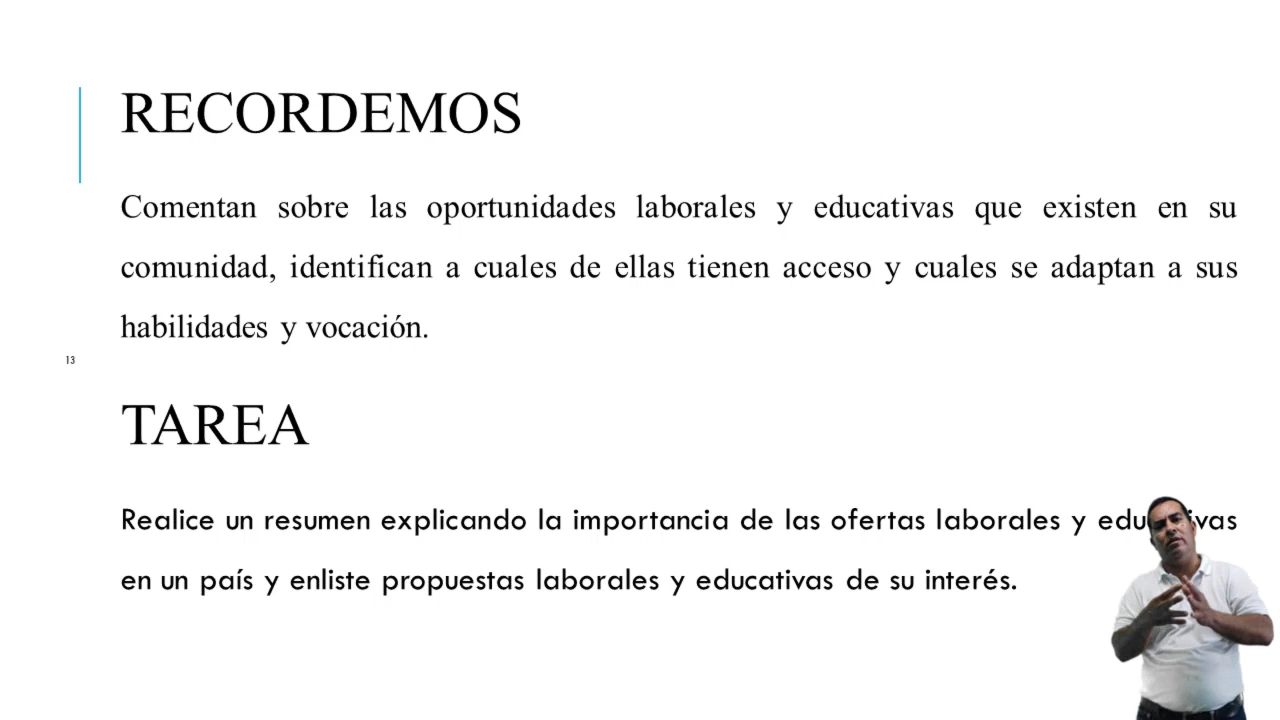 RECORDEMOS
Comentan sobre las oportunidades laborales y educativas que existen en su
comunidad, identifican a cuales de ellas tienen acceso y cuales se adaptan a sus
habilidades y vocación.
13
TAREA
Realice un resumen explicando la importancia de las ofertas laborales y educativas
en un país y enliste propuestas laborales y educativas de su interés.